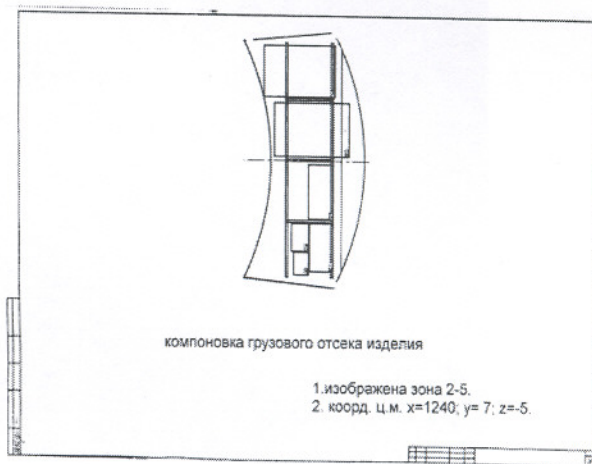 компоновка грузового отсека изделия
1.изображена зона 2-5.
2. коорд. ц.м. x=1240; y= 7; z=-5.